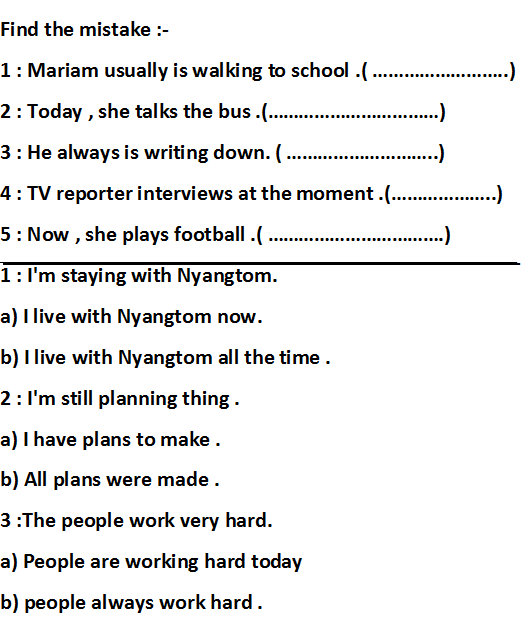 Find the mistake :-
1 : Mariam usually is walking to school .( ..........................)
2 : Today , she talks the bus .(.................................)
3 : He always is writing down. ( .............................)
4 : TV reporter interviews at the moment .(....................)
5 : Now , she plays football .( ..................................)
1 : I'm staying with Nyangtom.
a) I live with Nyangtom now.
b) I live with Nyangtom all the time .
2 : I'm still planning thing .
a) I have plans to make .
b) All plans were made .
3 :The people work very hard.
a) People are working hard today
b) people always work hard .